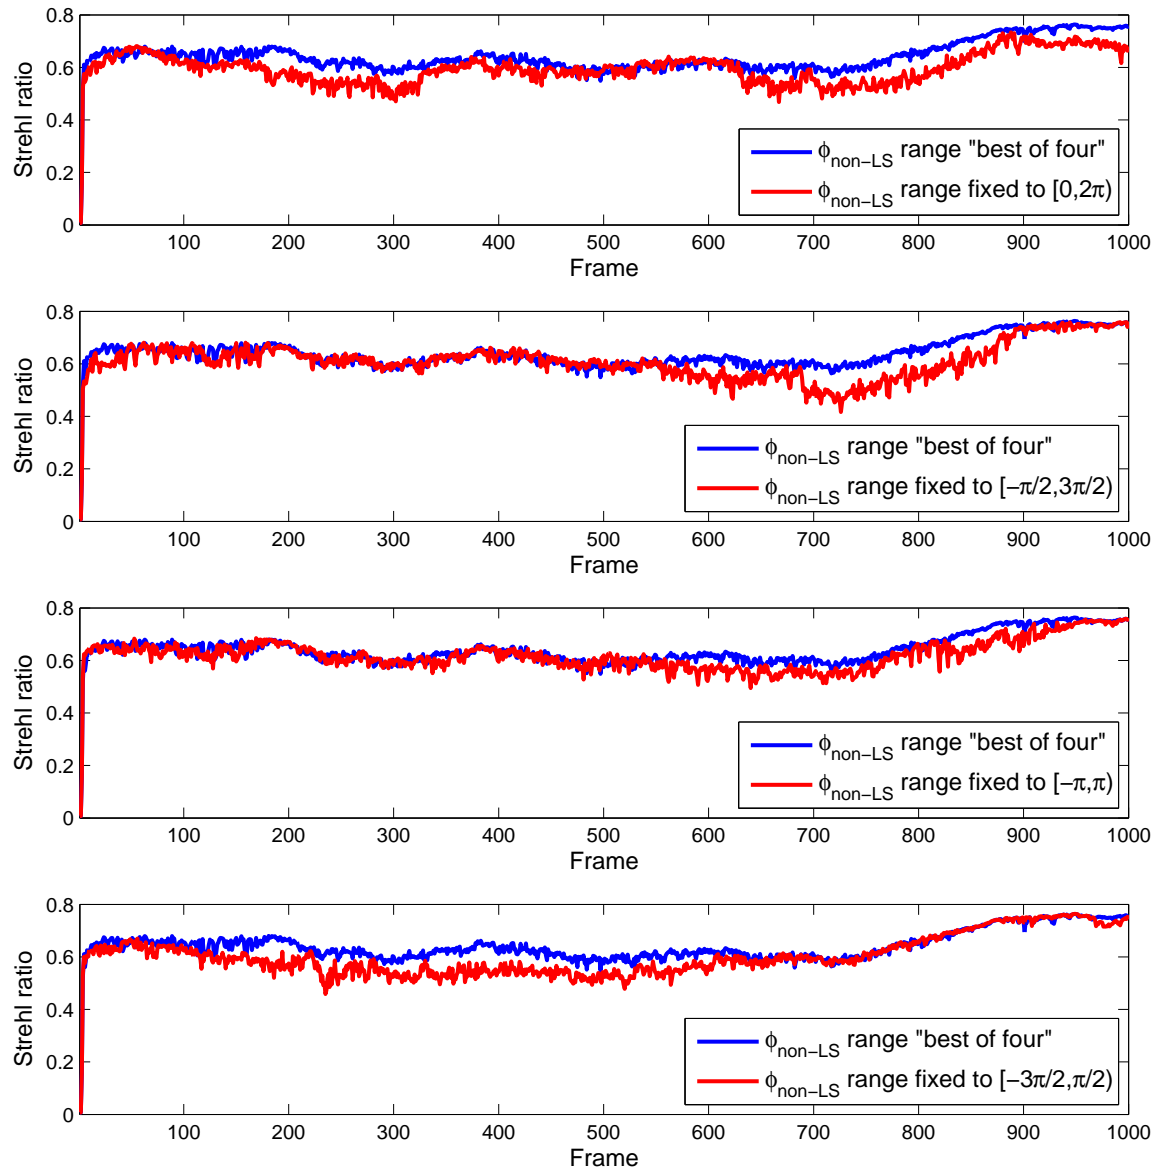 0.8
0.6
0.4
0.2
0
Strehl ratio
100 200 300 400 500 600 700 800 900 1000
Frame
ϕnon−LS range "best of four"
ϕnon−LS range fixed to [0,2π)
0.8
0.6
0.4
0.2
0
Strehl ratio
100 200 300 400 500 600 700 800 900 1000
Frame
ϕnon−LS range "best of four"
ϕnon−LS range fixed to [−π/2,3π/2)
0.8
0.6
0.4
0.2
0
Strehl ratio
100 200 300 400 500 600 700 800 900 1000
Frame
ϕnon−LS range "best of four"
ϕnon−LS range fixed to [−π,π)
0.8
0.6
0.4
0.2
0
Strehl ratio
100 200 300 400 500 600 700 800 900 1000
Frame
ϕnon−LS range "best of four"
ϕnon−LS range fixed to [−3π/2,π/2)